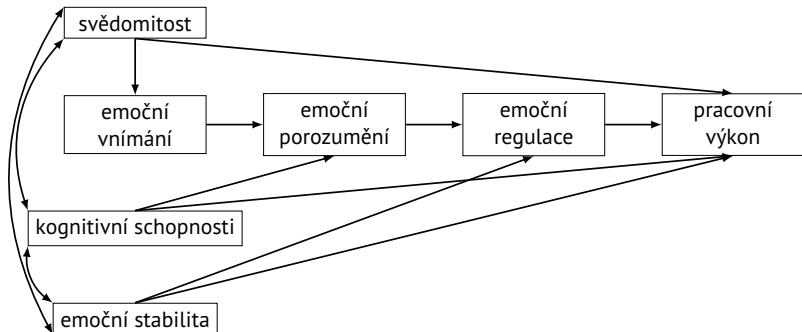 svědomitost
emoční
vnímání
emoční
porozumění
emoční
regulace
pracovní
výkon
kognitivní schopnosti
emoční stabilita